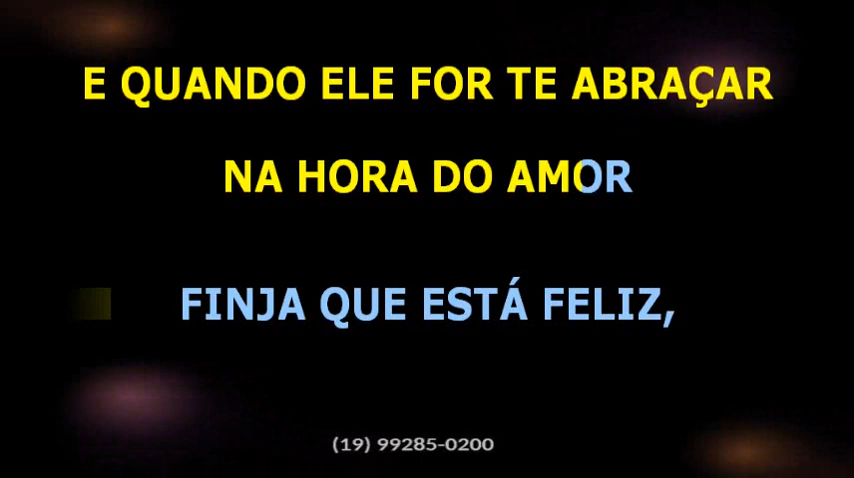 E QUANDO ELE FOR TE ABRAÇAR
NA HORA DO AMOR
FINJA QUE ESTÁ FELIZ,
(19) 99285-0200